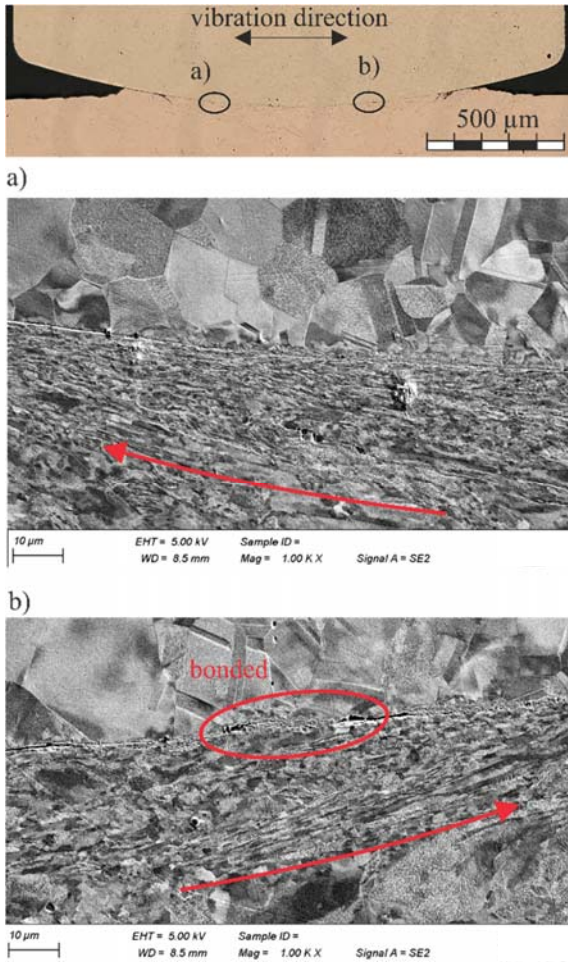 vibration direction
a) b)
500 µm
a)
10 µm
EHT = 5.00 kV Sample ID =
WD = 8.5 mm Mag = 1.00 K X Signal A = SE2
b)
bonded
10 µm
EHT = 5.00 kV Sample ID =
WD = 8.5 mm Mag = 1.00 K X Signal A = SE2